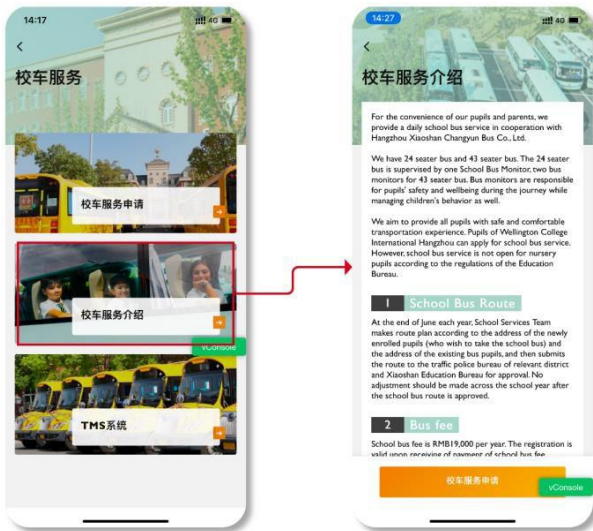 14:17
4G
校车服务
校车服务申请
校车服务介绍
vConsole
TMS系统
14:27
4G
校车服务介绍
For the convenience of our pupils and parents, we
provide a daily school bus service in cooperation with
Hangzhou Xiaoshan Changyun Bus Co., Ltd.
We have 24 seater bus and 43 seater bus. The 24 seater
bus is supervised by one School Bus Monitor, two bus
monitors for 43 seater bus. Bus monitors are responsible
for pupils' safety and wellbeing during the journey while
managing children's behavior as well.
We aim to provide all pupils with safe and comfortable
transportation experience. Pupils of Wellington College
International Hangzhou can apply for school bus service.
However, school bus service is not open for nursery
pupils according to the regulations of the Education
Bureau.
1 School Bus Route
At the end of June each year, School Services Team
makes route plan according to the address of the newly
enrolled pupils (who wish to take the school bus) and
the address of the existing bus pupils, and then submits
the route to the traffic police bureau of relevant district
and Xiaoshan Education Bureau for approval. No
adjustment should be made across the school year after
the school bus route is approved.
2 Bus fee
School bus fee is RMB19,000 per year. The registration is
valid upon receiving of payment of school bus fee
校车服务申请
vConsole